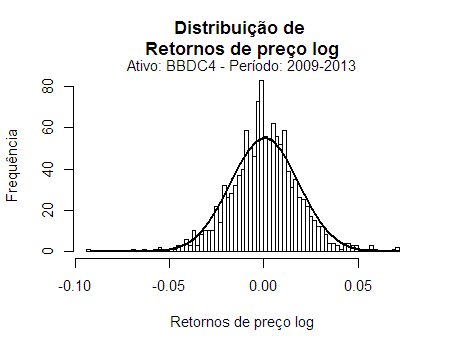 Distribuição de
Retornos de preço log
Ativo: BBDC4 - Período: 2009-2013
Frequência
80
60
40
20
0
-0.10 -0.05 0.00 0.05
Retornos de preço log